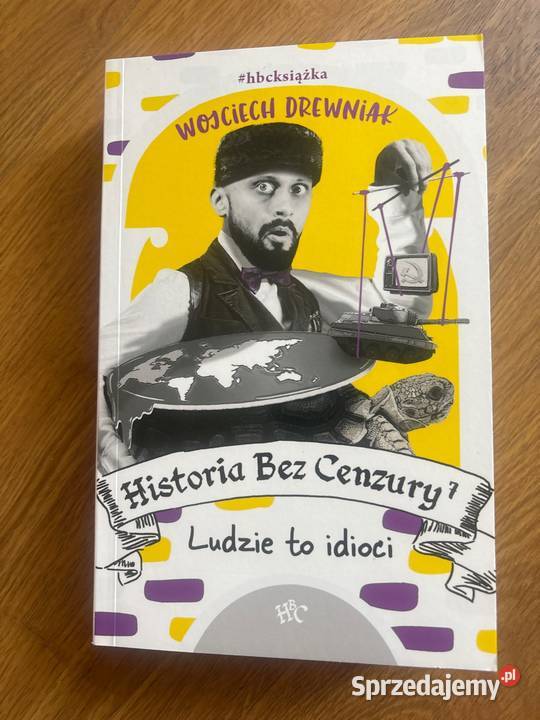 #hbcksiążka
WOJCIECH DREWNIAK
Historia Bez Cenzury 7
Ludzie to idioci
HBC
Sprzedajemy.pl